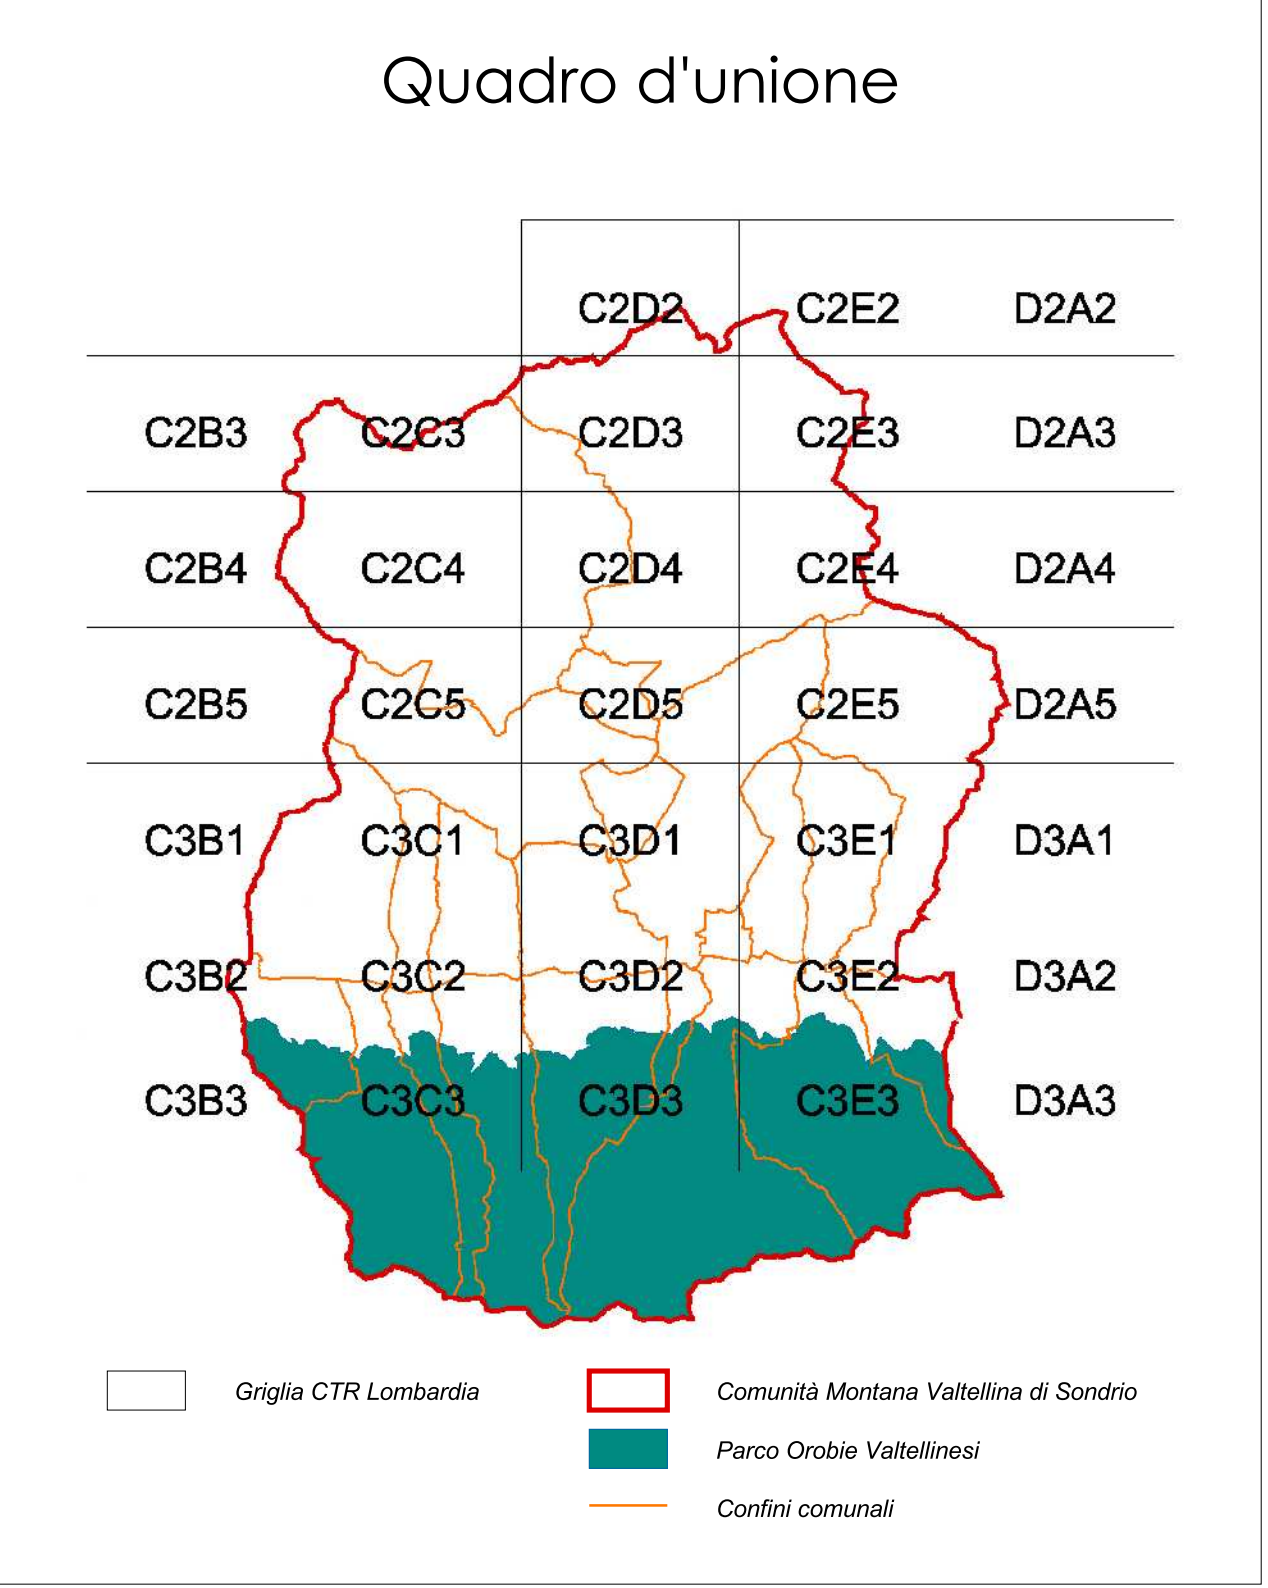 Quadro d'unione
C2D2 C2E2 D2A2
C2B3 C2C3 C2D3 C2E3 D2A3
C2B4 C2C4 C2D4 C2E4 D2A4
C2B5 C2C5 C2D5 C2E5 D2A5
C3B1 C3C1 C3D1 C3E1 D3A1
C3B2 C3C2 C3D2 C3E2 D3A2
C3B3 C3C3 C3D3 C3E3 D3A3
Griglia CTR Lombardia
Comunità Montana Valtellina di Sondrio
Parco Orobie Valtellinesi
Confini comunali